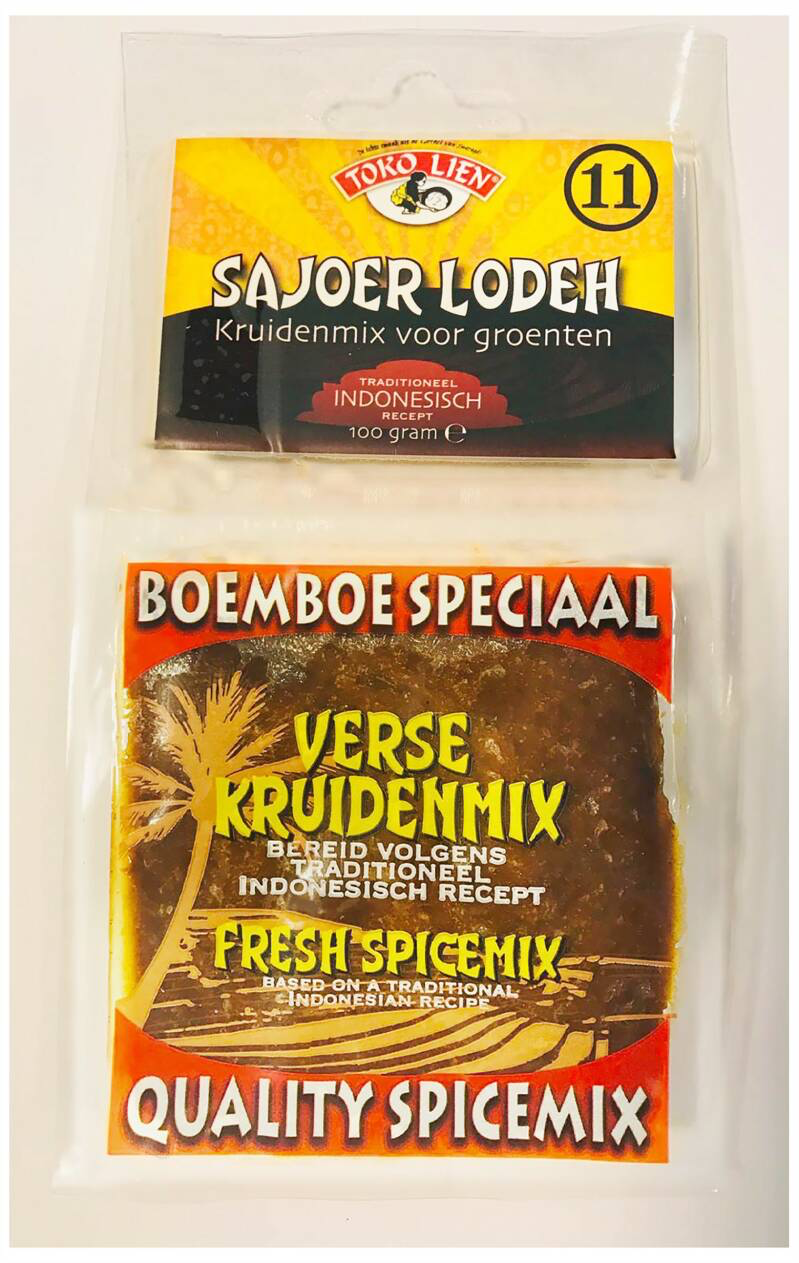 TOKO LIEN®
11
SAJOER LODEH
Kruidenmix voor groenten
TRADITIONEEL
INDONESISCH
RECEPT
100 gram ℮
BOEMBOE SPECIAAL
VERSE
KRUIDENMIX
BEREID VOLGENS
TRADITIONEEL
INDONESISCH RECEPT
FRESH SPICEMIX
BASED ON A TRADITIONAL
INDONESIAN RECIPE
QUALITY SPICEMIX